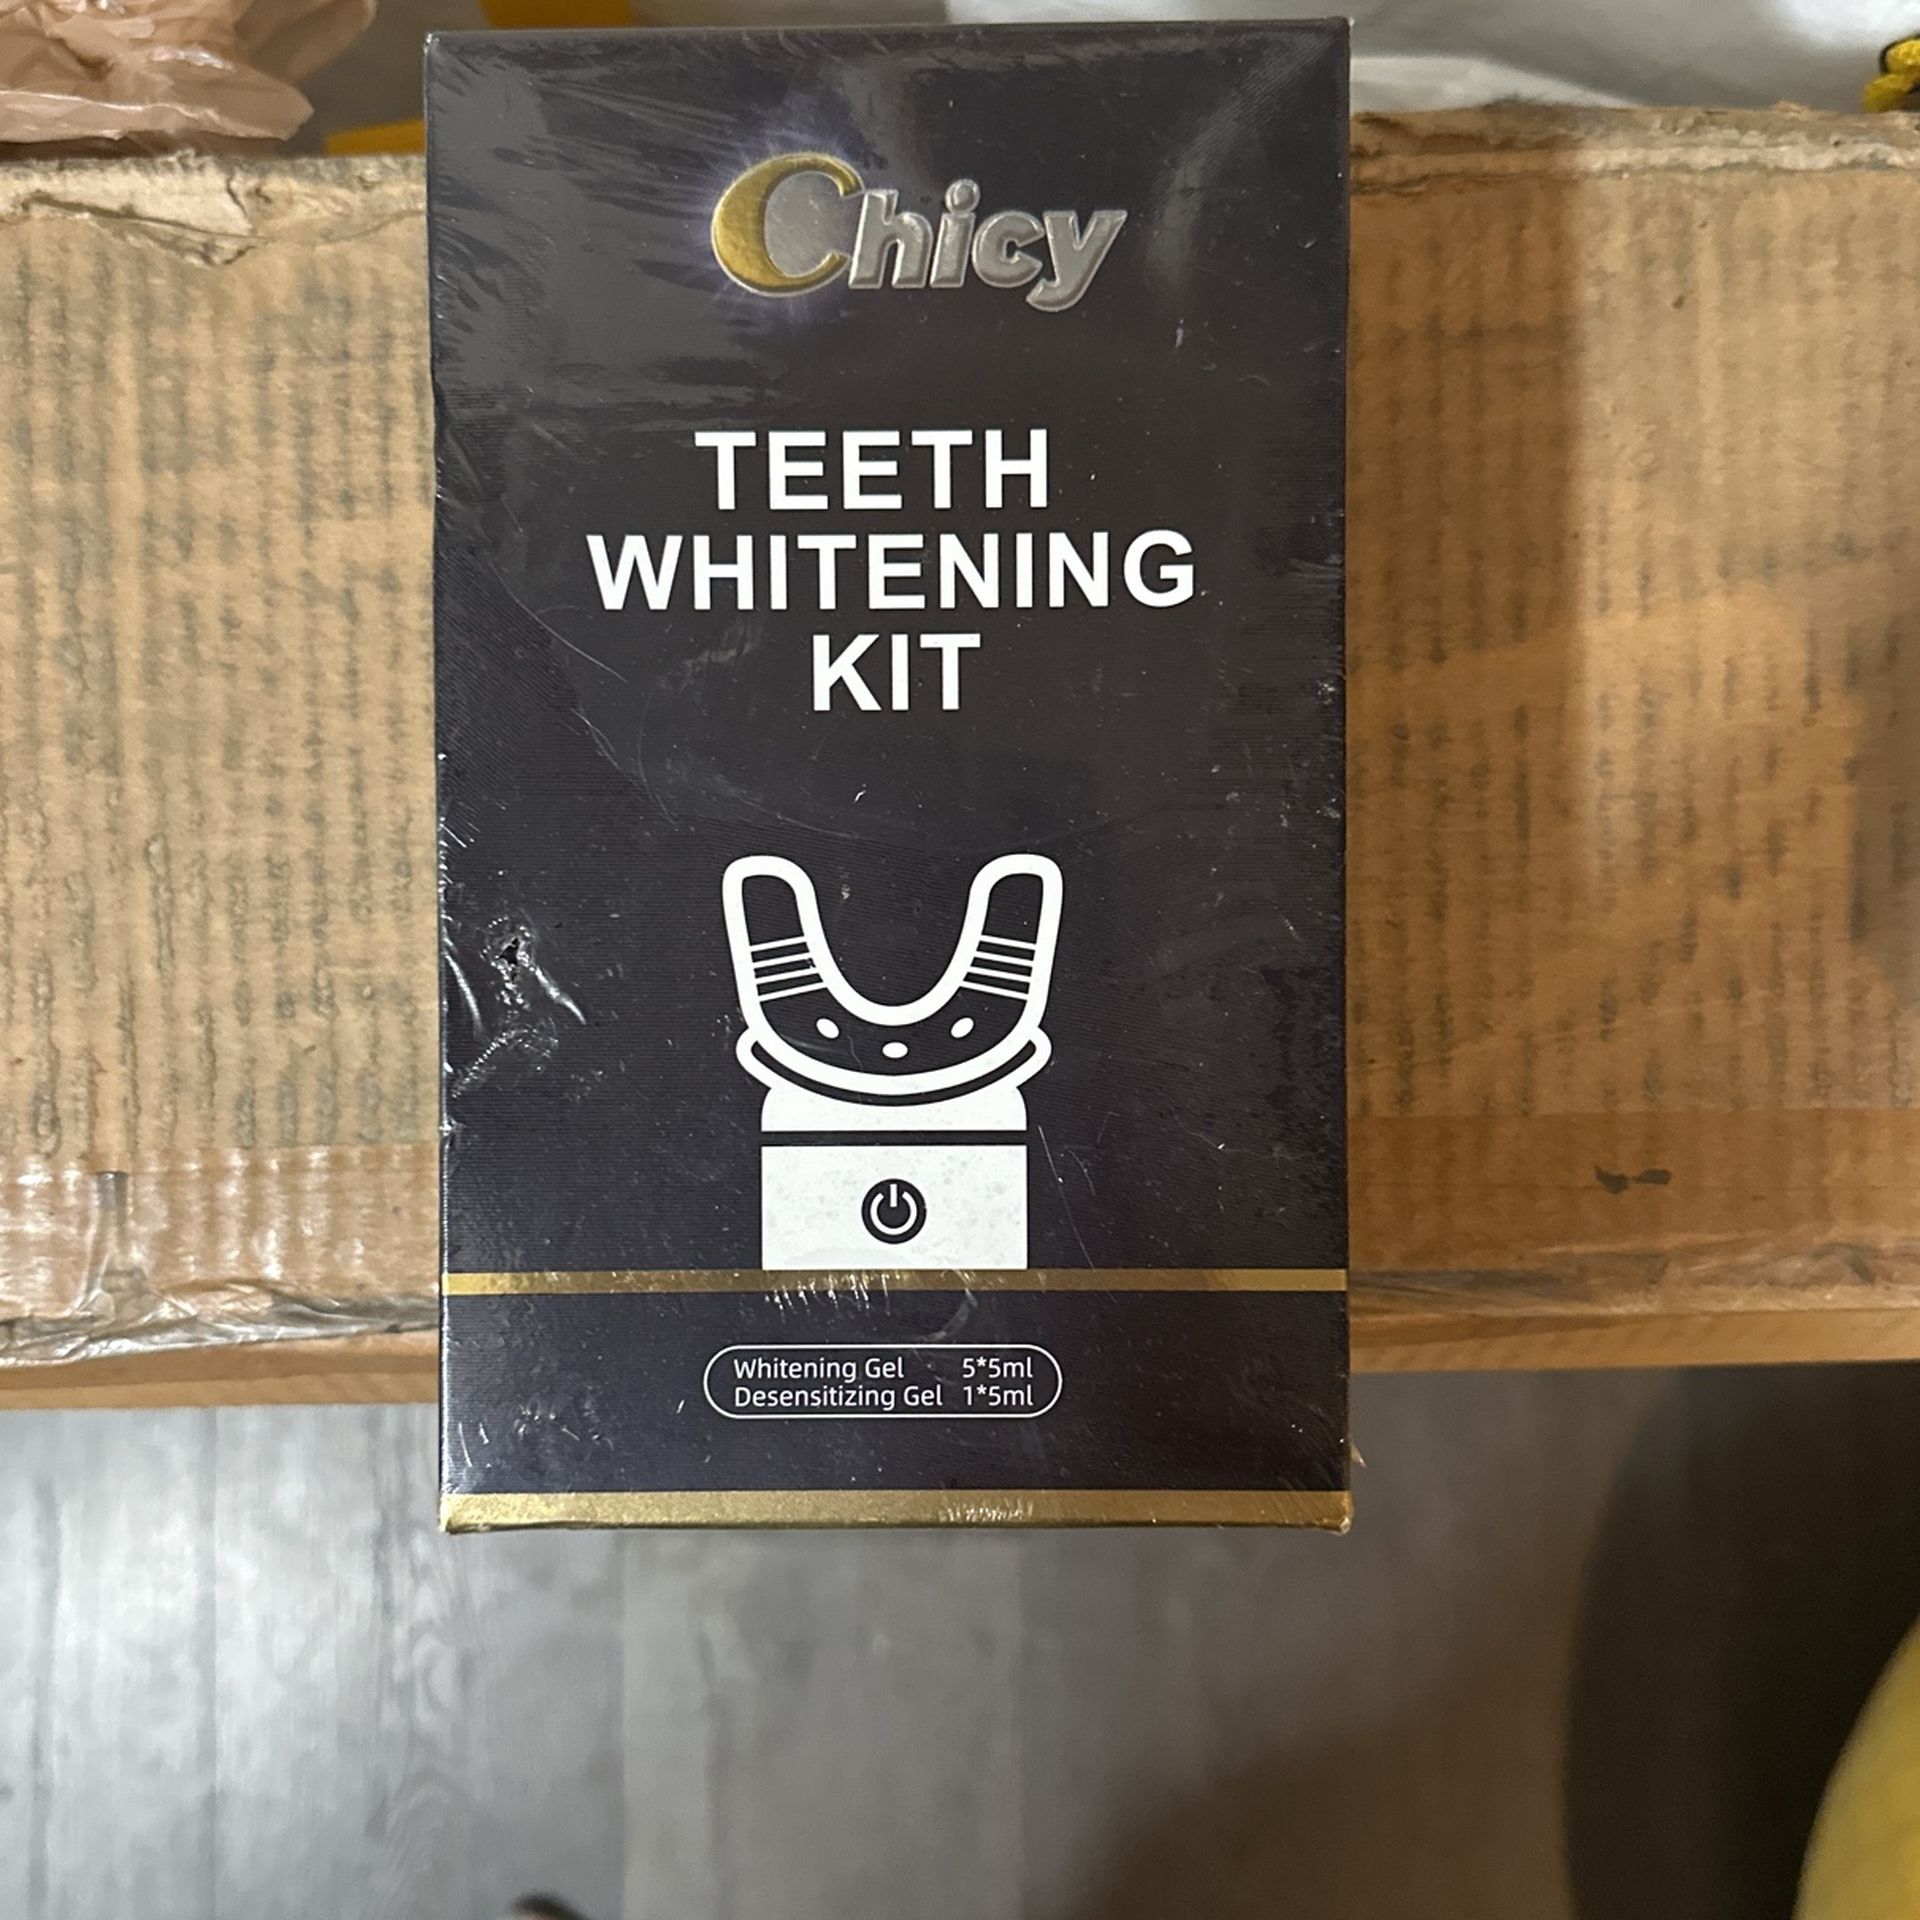 Chicy
TEETH
WHITENING
KIT
Whitening Gel 5*5ml
Desensitizing Gel 1*5ml